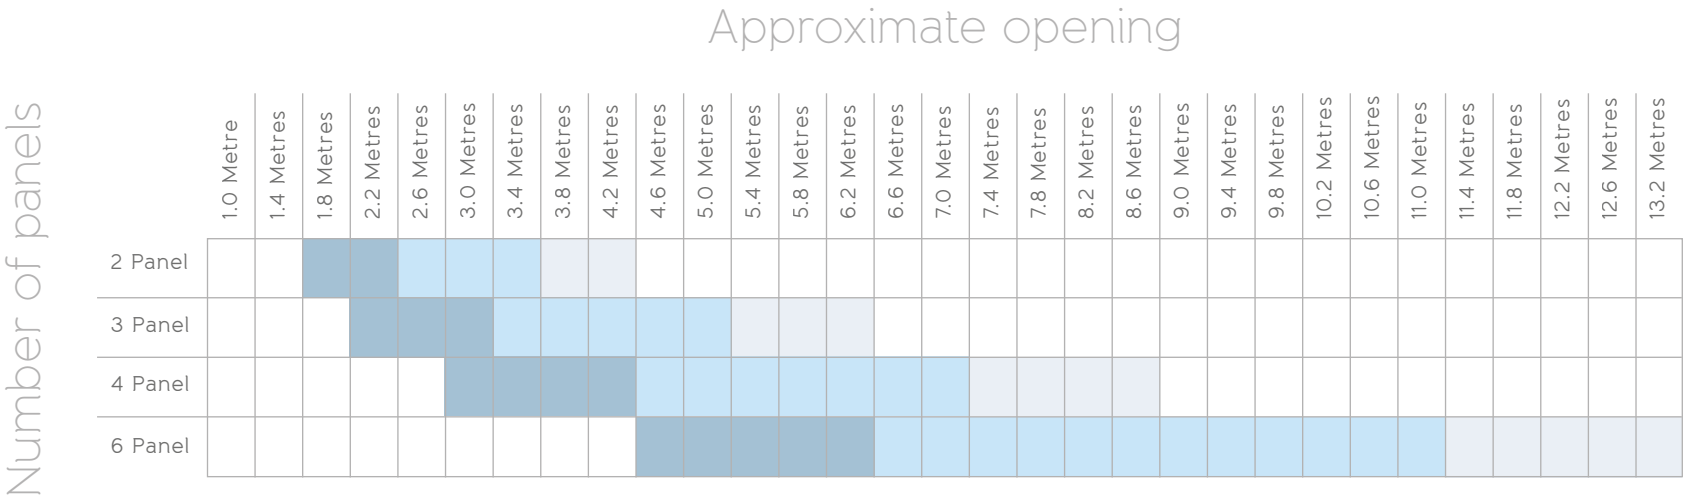 Approximate opening
Number of panels
1.0 Metre
1.4 Metres
1.8 Metres
2.2 Metres
2.6 Metres
3.0 Metres
3.4 Metres
3.8 Metres
4.2 Metres
4.6 Metres
5.0 Metres
5.4 Metres
5.8 Metres
6.2 Metres
6.6 Metres
7.0 Metres
7.4 Metres
7.8 Metres
8.2 Metres
8.6 Metres
9.0 Metres
9.4 Metres
9.8 Metres
10.2 Metres
10.6 Metres
11.0 Metres
11.4 Metres
11.8 Metres
12.2 Metres
12.6 Metres
13.2 Metres
2 Panel
3 Panel
4 Panel
6 Panel